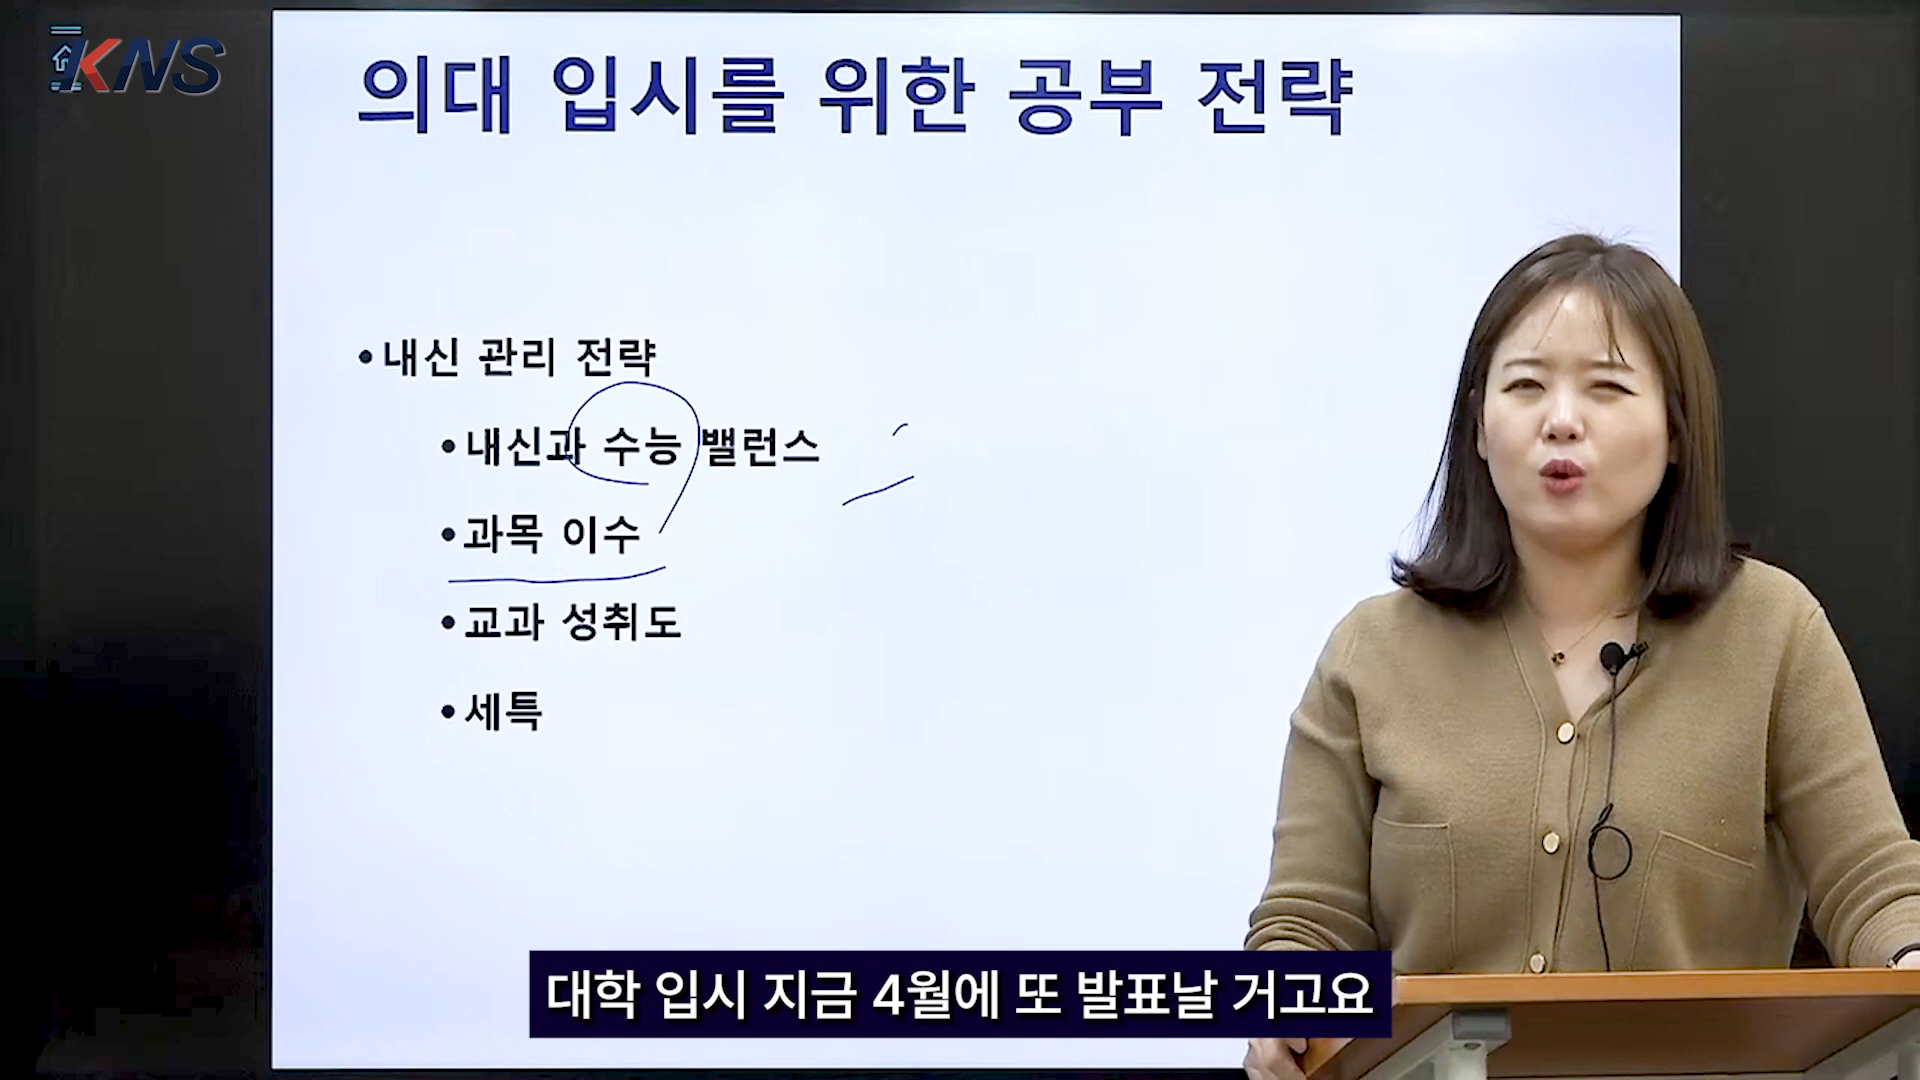 KNS
의대 입시를 위한 공부 전략
•내신 관리 전략
•내신과 수능 밸런스
•과목 이수
•교과 성취도
•세특
대학 입시 지금 4월에 또 발표날 거고요